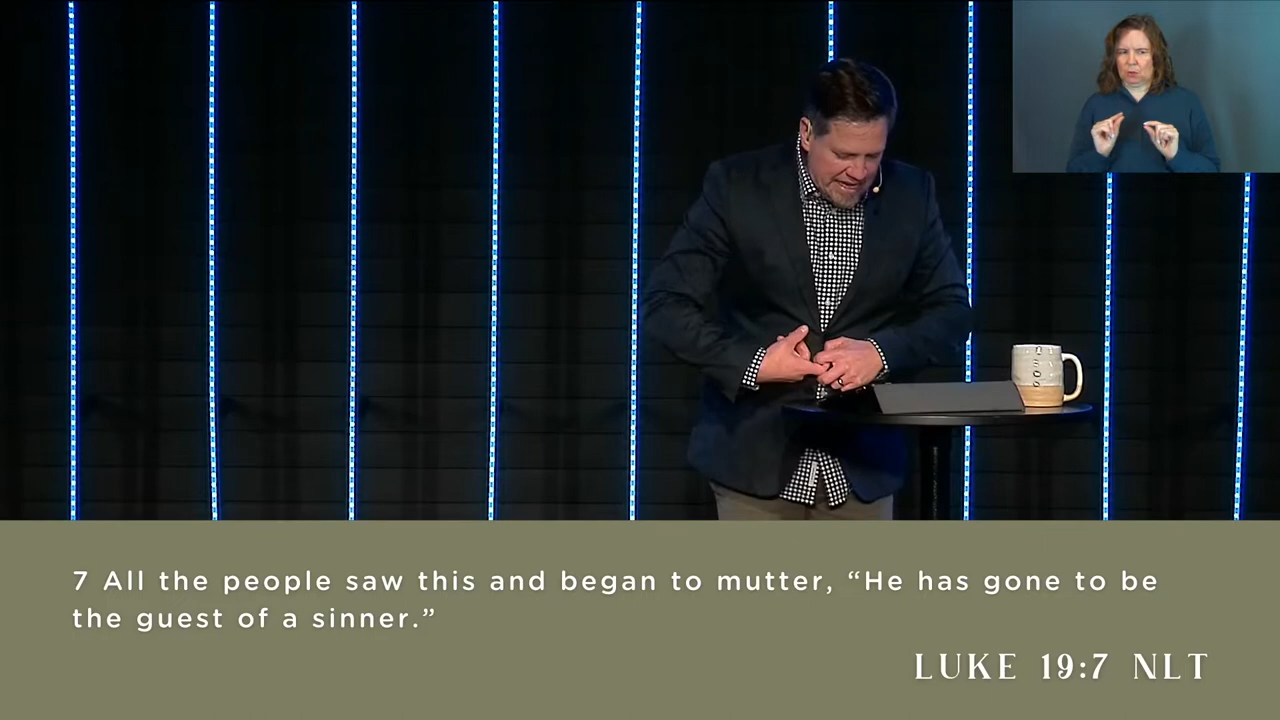 7 All the people saw this and began to mutter, “He has gone to be
the guest of a sinner.”
LUKE 19:7 NLT